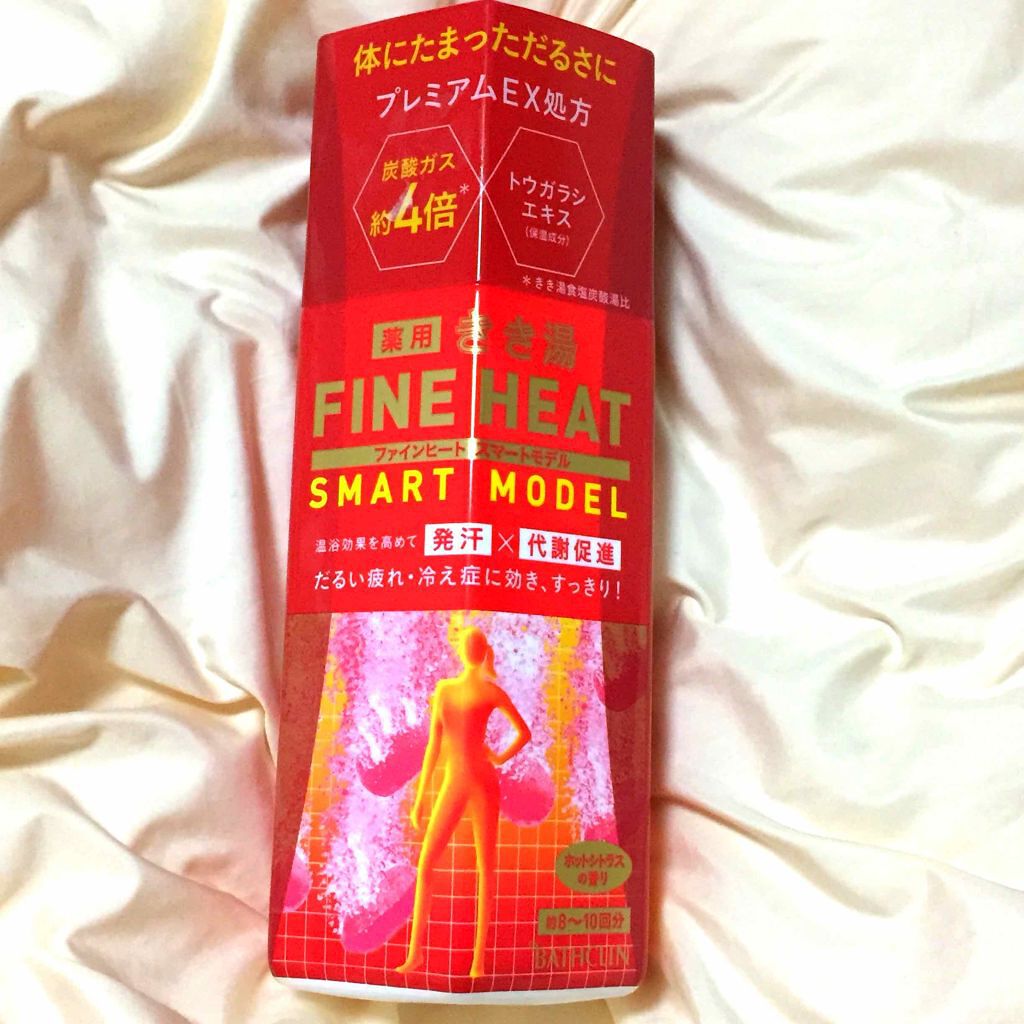 体にたまっただるさに
プレミアムEX処方
炭酸ガス
約4倍*
トウガラシ
エキス
(保温成分)
＊きき湯食塩炭酸湯比
薬用 きき湯
FINE HEAT
ファインヒート スマートモデル
SMART MODEL
温浴効果を高めて 発汗×代謝促進
だるい疲れ・冷え症に効き、すっきり!
ホットシトラス
の香り
約8〜10回分
BATHCLIN